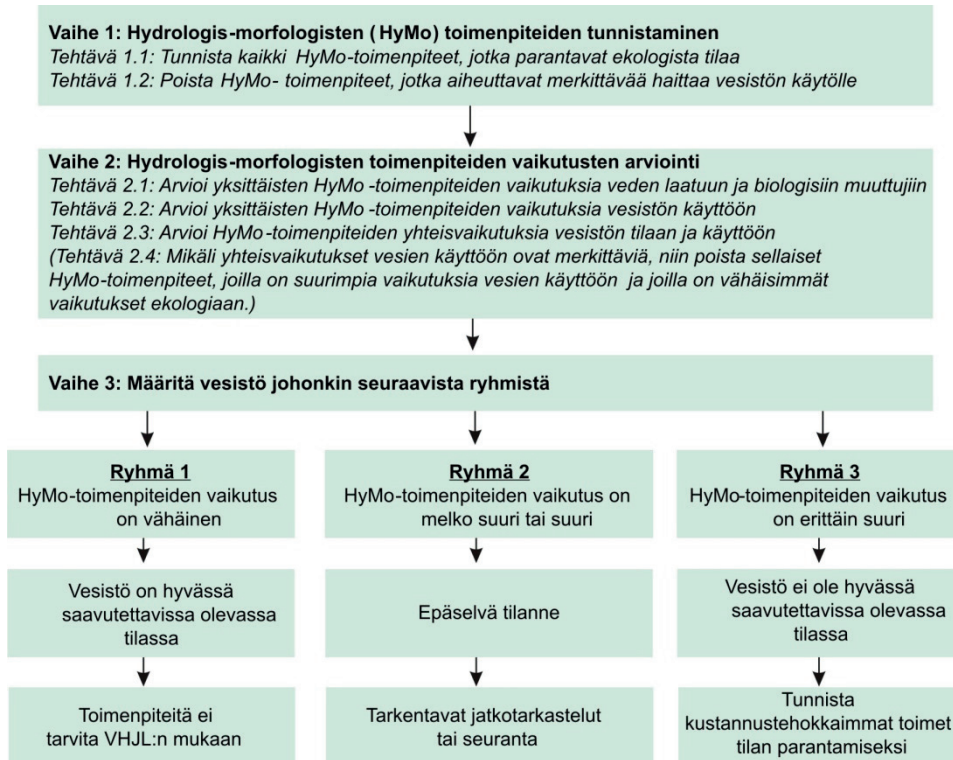 Vaihe 1: Hydrologis-morfologisten (HyMo) toimenpiteiden tunnistaminen
Tehtävä 1.1: Tunnista kaikki HyMo-toimenpiteet, jotka parantavat ekologista tilaa
Tehtävä 1.2: Poista HyMo- toimenpiteet, jotka aiheuttavat merkittävää haittaa vesistön käytölle
Vaihe 2: Hydrologis-morfologisten toimenpiteiden vaikutusten arviointi
Tehtävä 2.1: Arvioi yksittäisten HyMo -toimenpiteiden vaikutuksia veden laatuun ja biologisiin muuttujiin
Tehtävä 2.2: Arvioi yksittäisten HyMo -toimenpiteiden vaikutuksia vesistön käyttöön
Tehtävä 2.3: Arvioi HyMo-toimenpiteiden yhteisvaikutuksia vesistön tilaan ja käyttöön
(Tehtävä 2.4: Mikäli yhteisvaikutukset vesien käyttöön ovat merkittäviä, niin poista sellaiset
HyMo-toimenpiteet, joilla on suurimpia vaikutuksia vesien käyttöön ja joilla on vähäisimmät
vaikutukset ekologiaan.)
Vaihe 3: Määritä vesistö johonkin seuraavista ryhmistä
Ryhmä 1
HyMo-toimenpiteiden vaikutus
on vähäinen
Vesistö on hyvässä
saavutettavissa olevassa
tilassa
Toimenpiteitä ei
tarvita VHJL:n mukaan
Ryhmä 2
HyMo-toimenpiteiden vaikutus on
melko suuri tai suuri
Epäselvä tilanne
Tarkentavat jatkotarkastelut
tai seuranta
Ryhmä 3
HyMo-toimenpiteiden vaikutus
on erittäin suuri
Vesistö ei ole hyvässä
saavutettavissa olevassa
tilassa
Tunnista
kustannustehokkaimmat toimet
tilan parantamiseksi